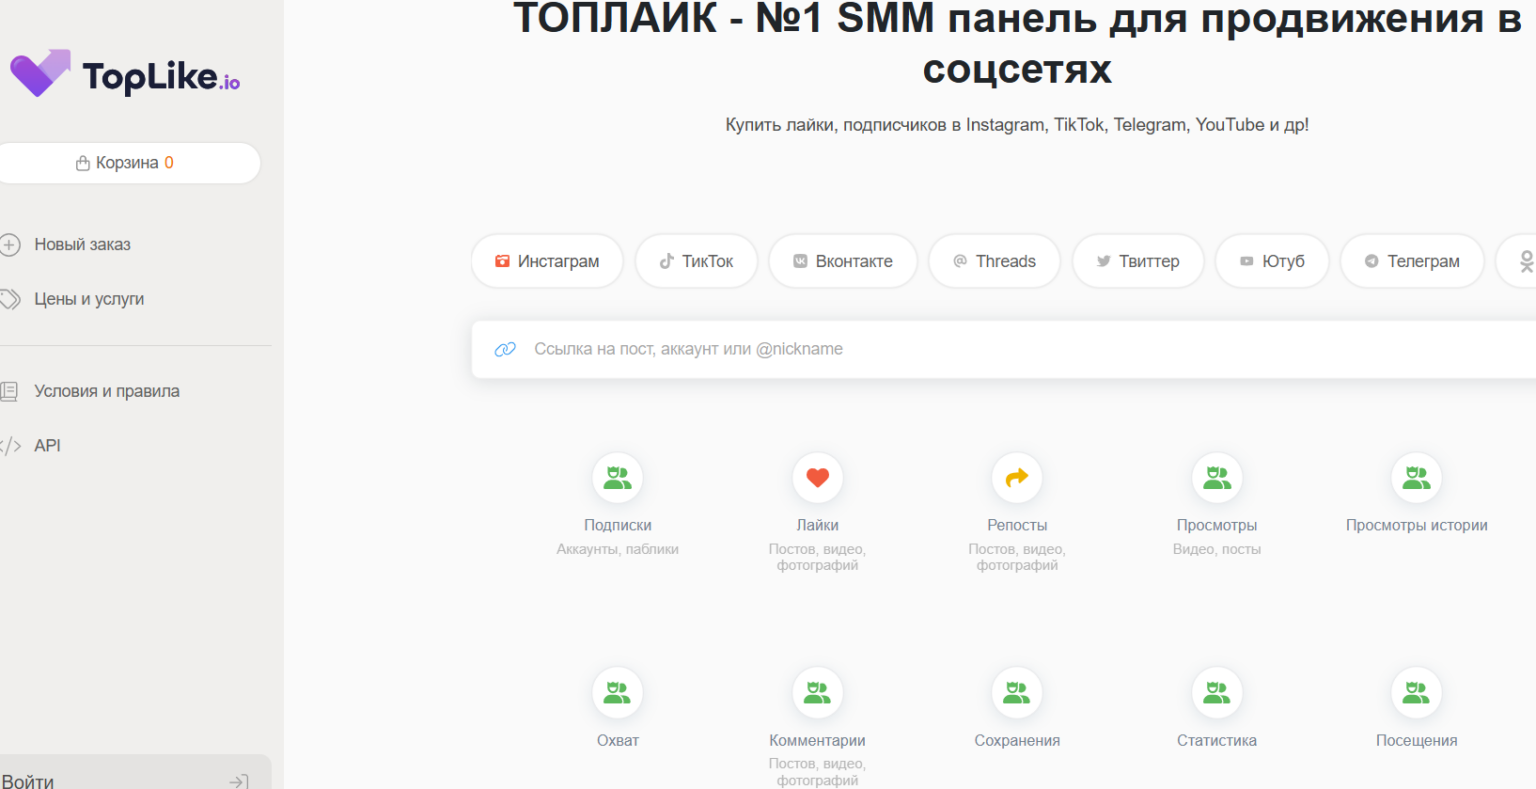 ТОПЛАЙК - №1 SMM панель для продвижения в
соцсетях
Купить лайки, подписчиков в Instagram, TikTok, Telegram, YouTube и др!
TopLike.io
Корзина 0
Новый заказ
Цены и услуги
Условия и правила
API
Войти
Инстаграм
ТикТок
Вконтакте
Threads
Твиттер
Ютуб
Телеграм
Ссылка на пост, аккаунт или @nickname
Подписки
Аккаунты, паблики
Лайки
Постов, видео,
фотографий
Репосты
Постов, видео,
фотографий
Просмотры
Видео, посты
Просмотры истории
Охват
Комментарии
Постов, видео,
фотографий
Сохранения
Статистика
Посещения